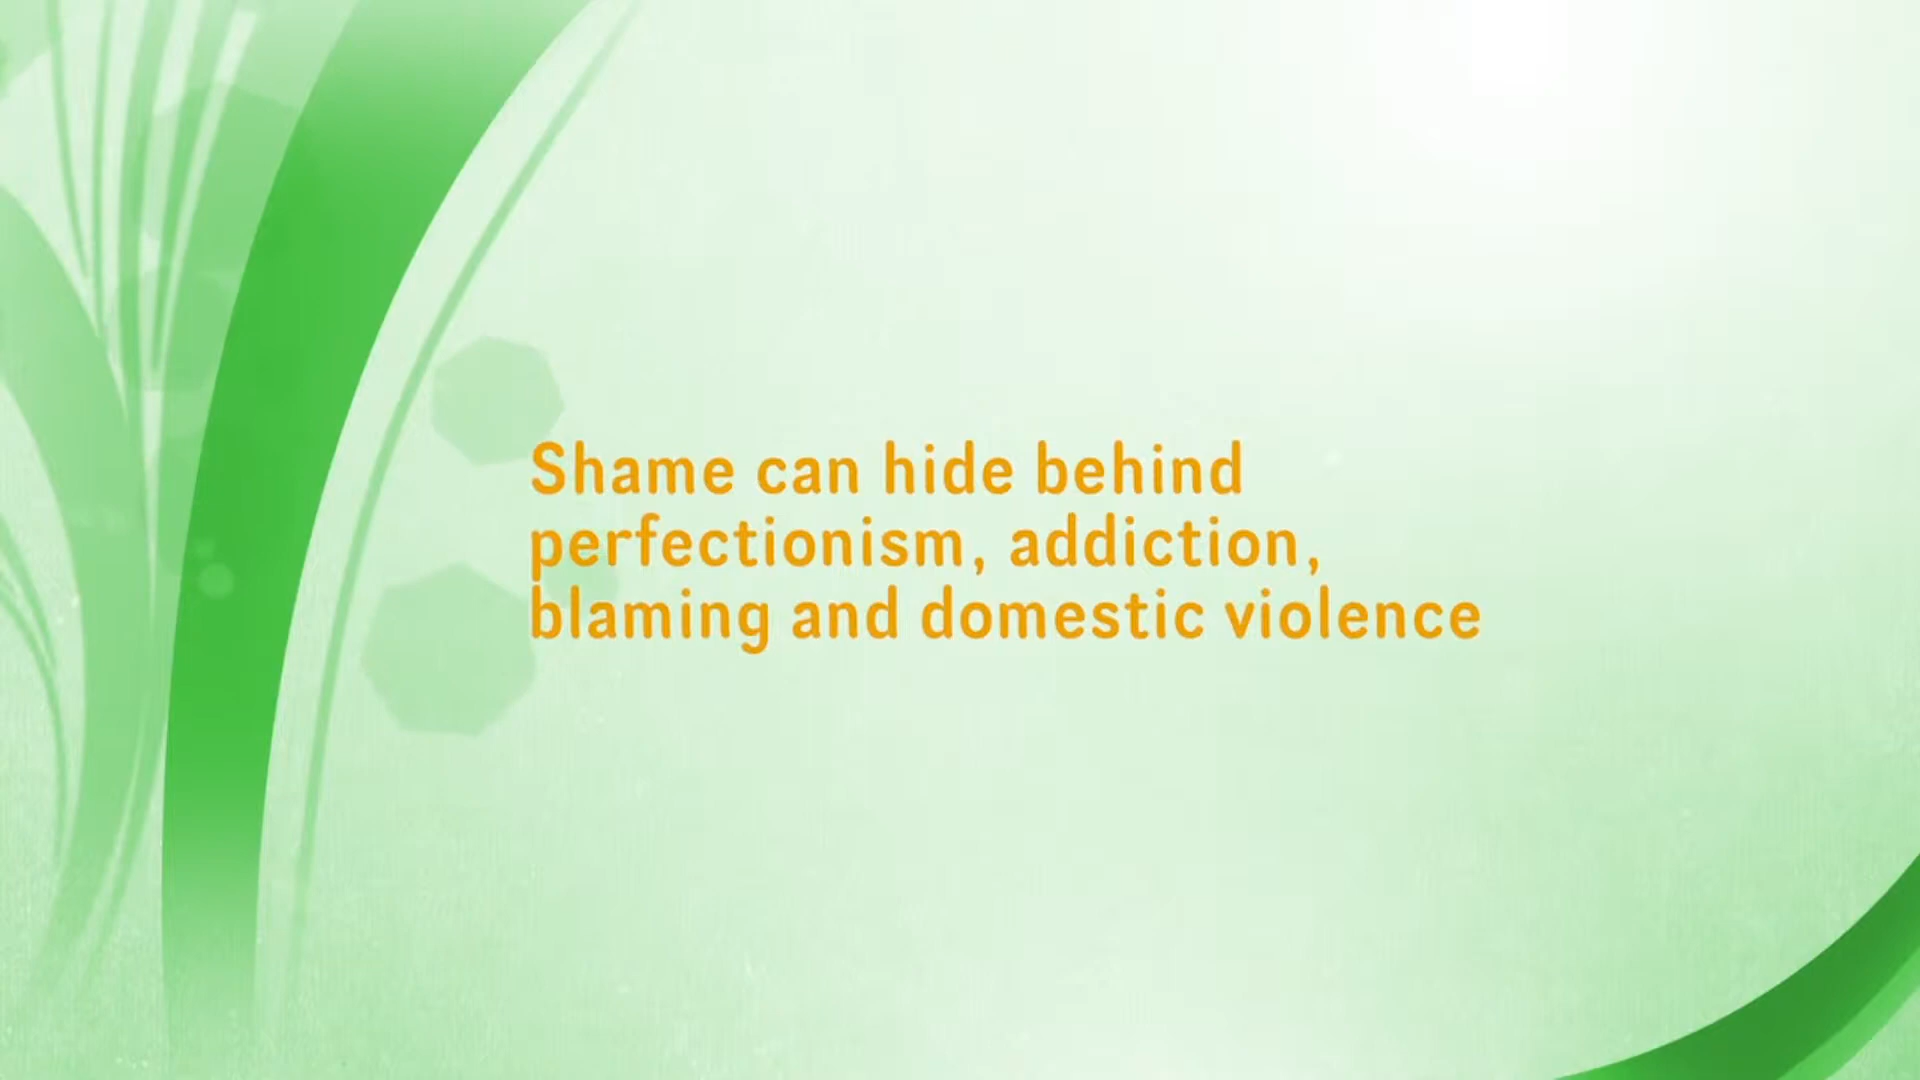 Shame can hide behind
perfectionism, addiction,
blaming and domestic violence